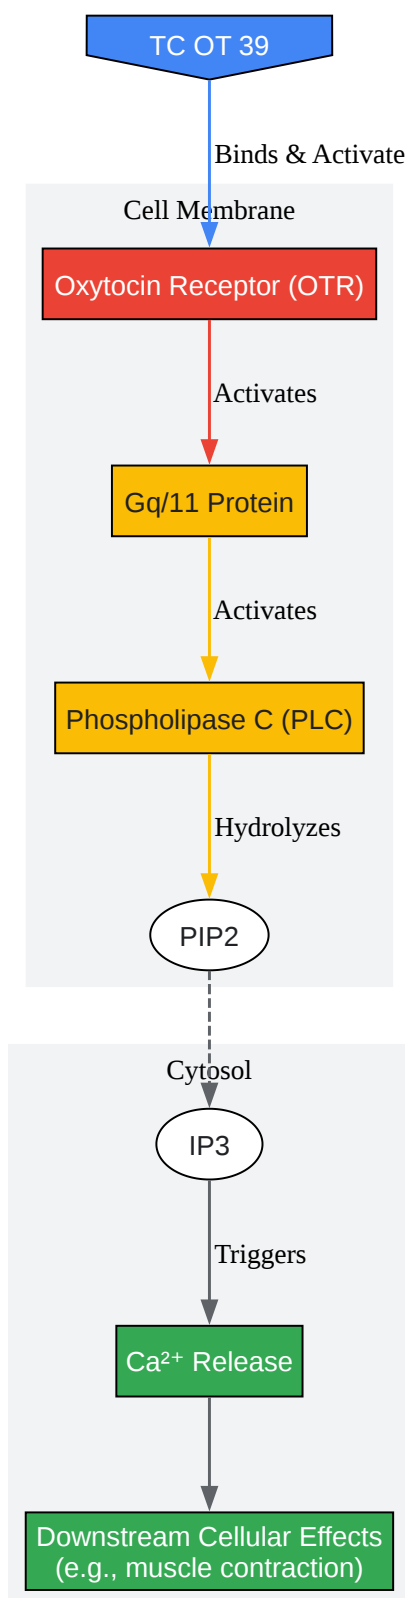 TC OT 39
Binds & Activate
Cell Membrane
Oxytocin Receptor (OTR)
Activates
Gq/11 Protein
Activates
Phospholipase C (PLC)
Hydrolyzes
PIP2
Cytosol
IP3
Triggers
Ca²⁺ Release
Downstream Cellular Effects
(e.g., muscle contraction)